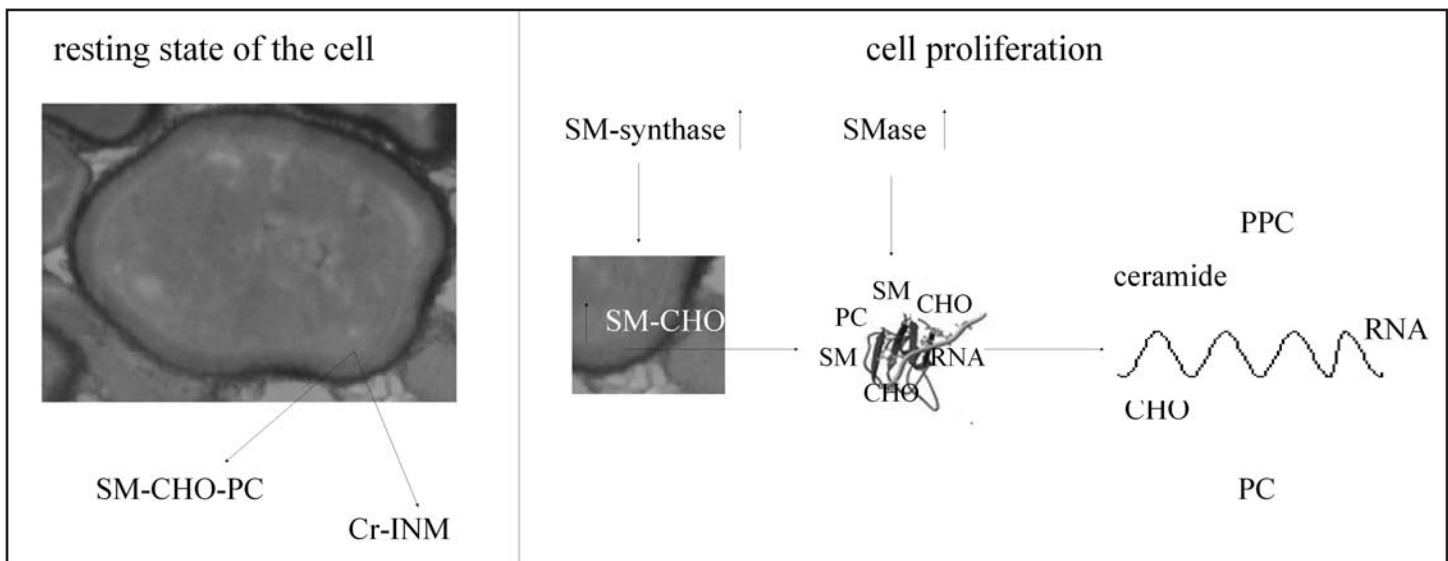 resting state of the cell
SM-CHO-PC
Cr-INM
cell proliferation
SM-synthase
SMase
SM-CHO
SM
CHO
PC
SM
RNA
CHO
PPC
ceramide
RNA
CHO
PC